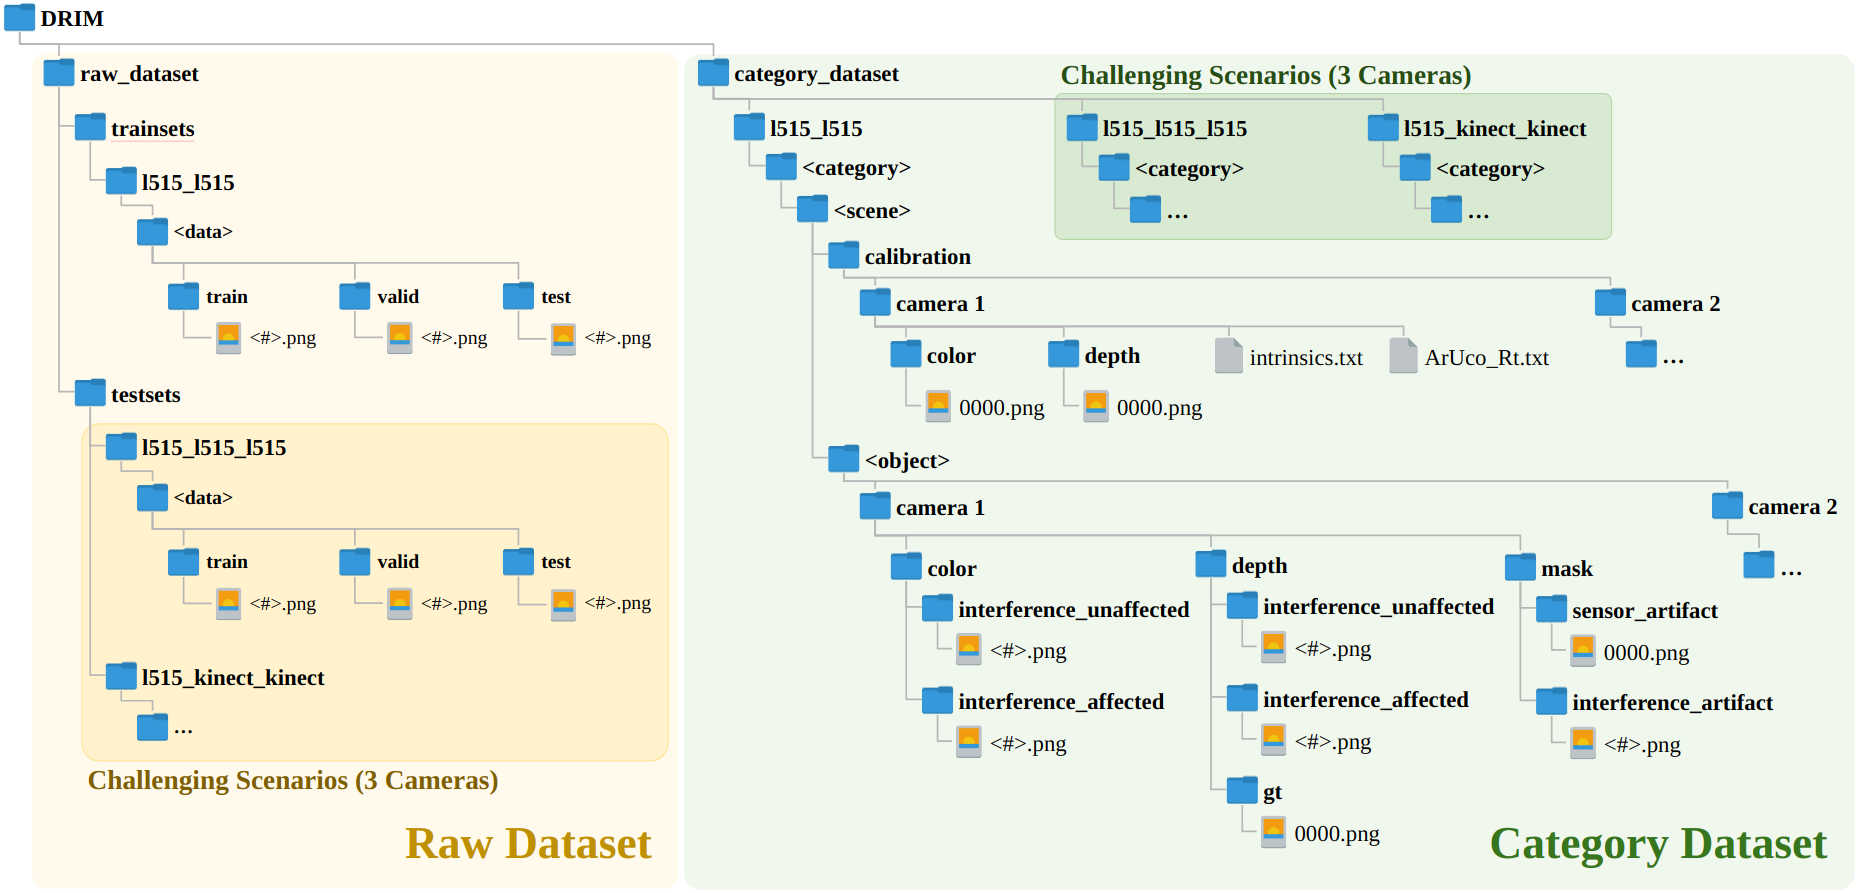 DRIM
raw_dataset
trainsets
l515_l515
<data>
train
<#>.png
valid
<#>.png
test
<#>.png
testsets
l515_l515_l515
<data>
train
<#>.png
valid
<#>.png
test
<#>.png
l515_kinect_kinect
...
Challenging Scenarios (3 Cameras)
Raw Dataset
category_dataset
Challenging Scenarios (3 Cameras)
l515_l515
<category>
<scene>
l515_l515_l515
<category>
...
l515_kinect_kinect
<category>
...
calibration
camera 1
color
0000.png
depth
0000.png
intrinsics.txt
ArUco_Rt.txt
camera 2
...
<object>
camera 1
color
interference_unaffected
<#>.png
interference_affected
<#>.png
depth
interference_unaffected
<#>.png
interference_affected
<#>.png
gt
0000.png
mask
sensor_artifact
0000.png
interference_artifact
<#>.png
camera 2
...
Category Dataset